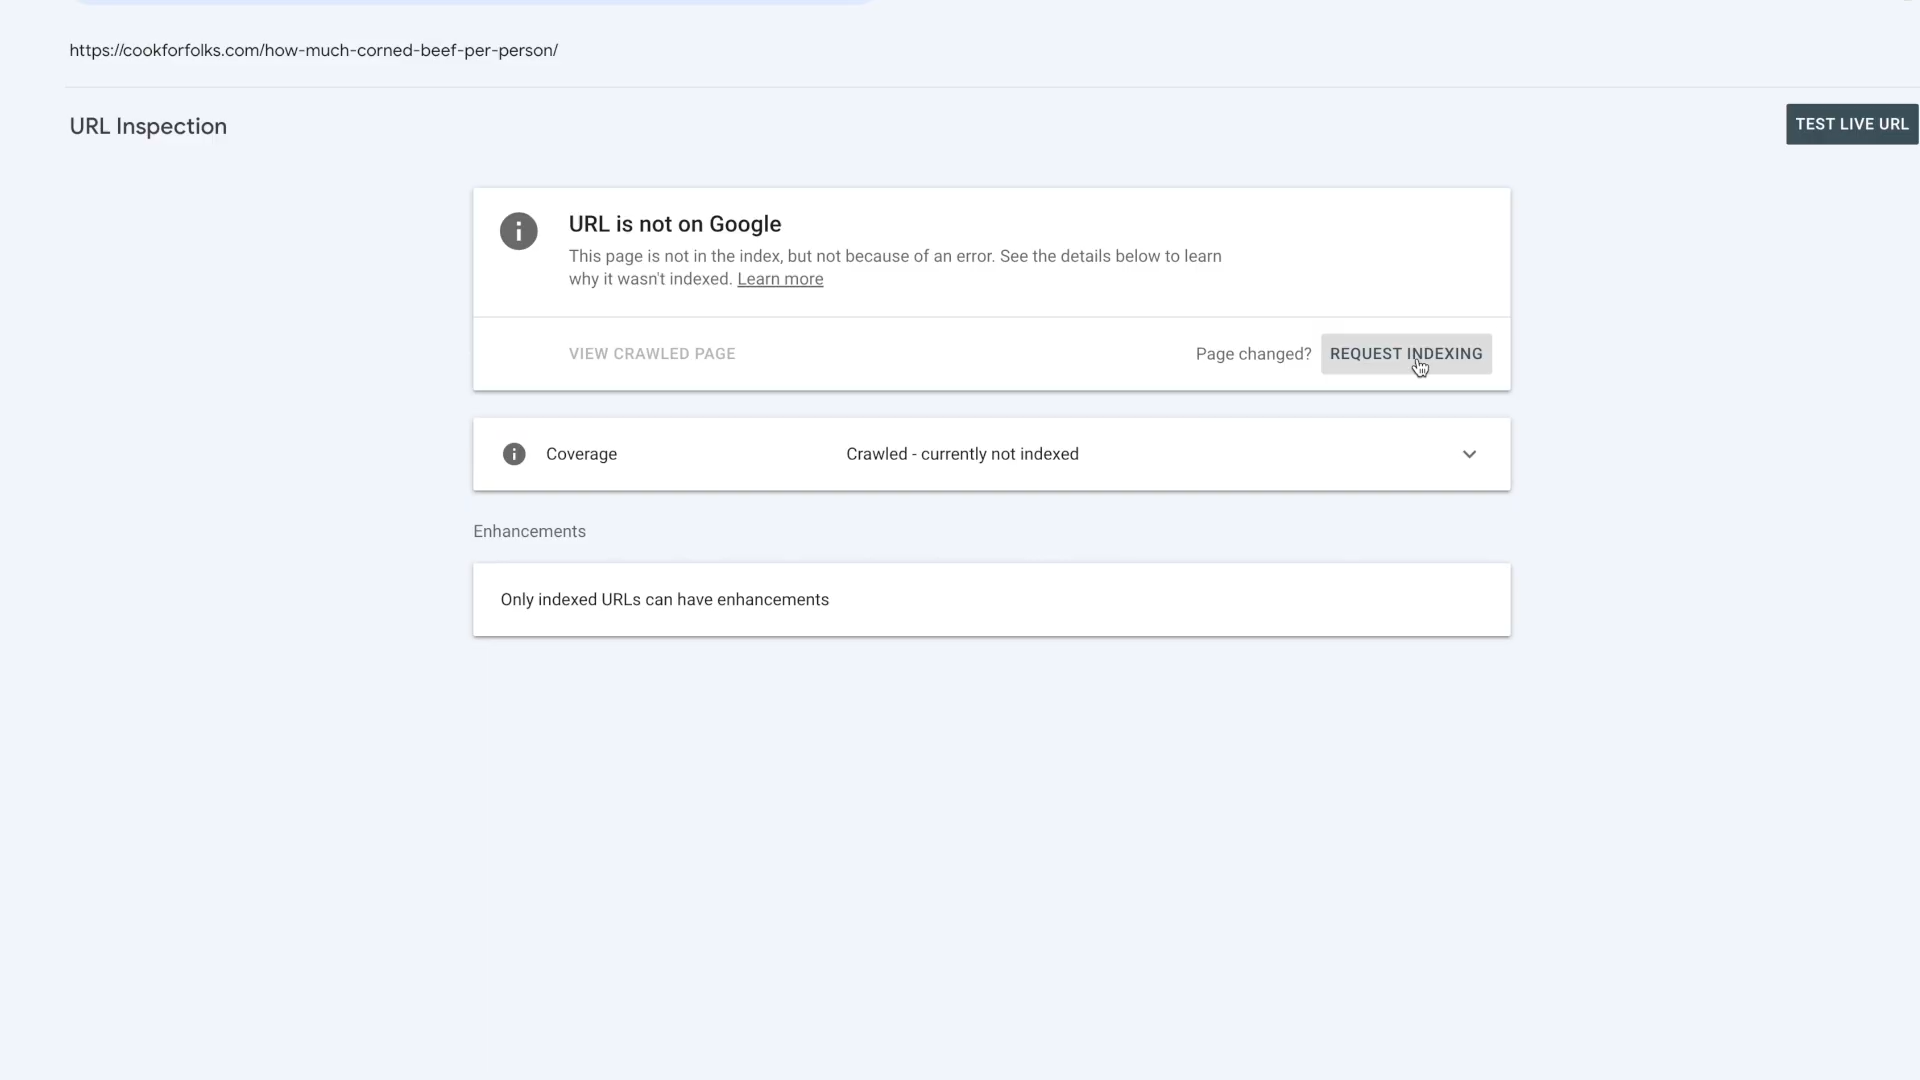 https://cookforfolks.com/how-much-corned-beef-per-person/
URL Inspection
TEST LIVE URL
URL is not on Google
This page is not in the index, but not because of an error. See the details below to learn
why it wasn't indexed. Learn more
VIEW CRAWLED PAGE
Page changed?
REQUEST INDEXING
Coverage
Crawled - currently not indexed
Enhancements
Only indexed URLs can have enhancements